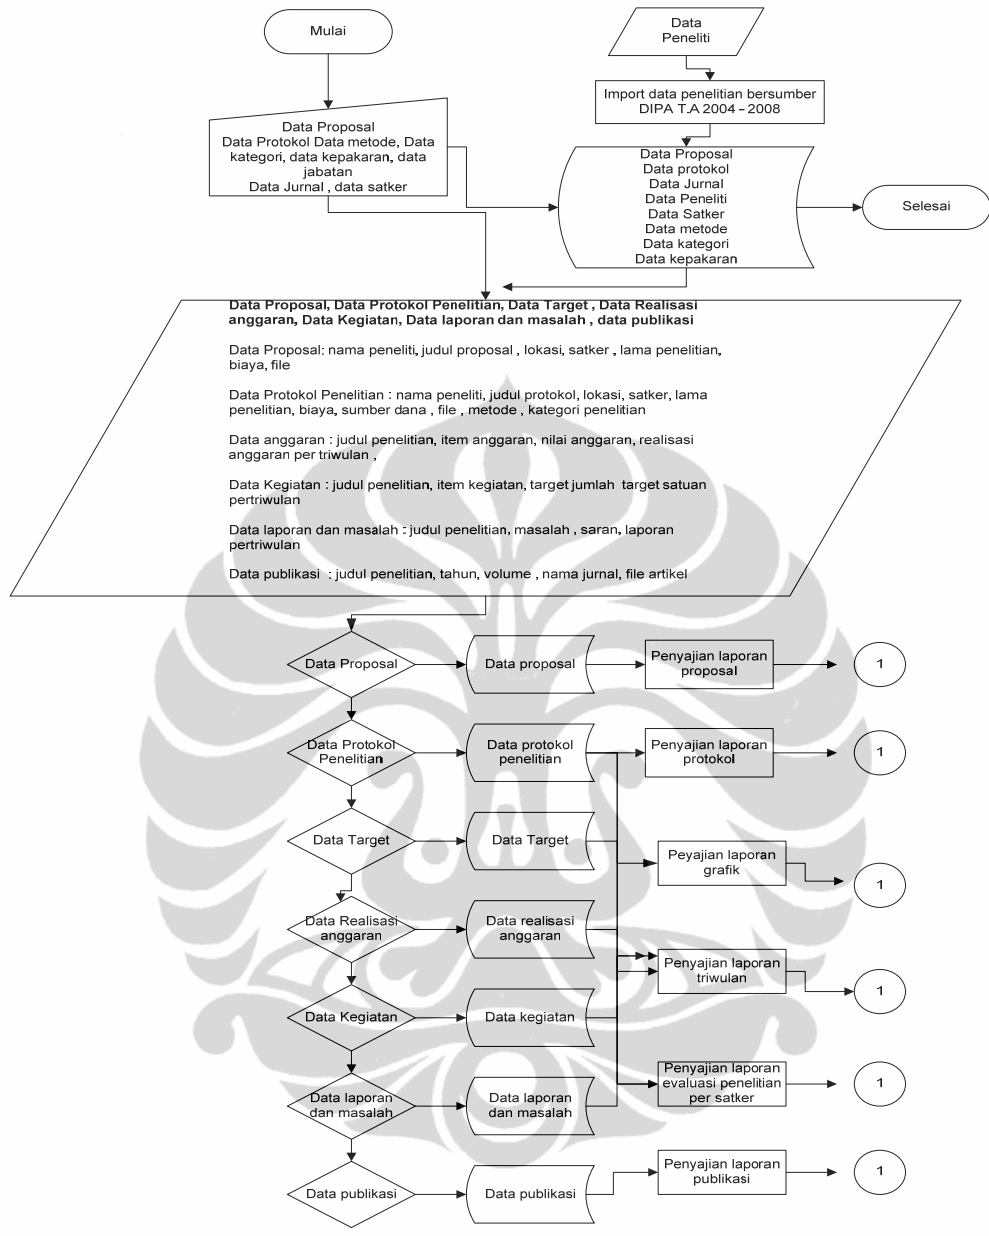 Mulai
Data
Peneliti
Import data penelitian bersumber
DIPA T.A 2004 – 2008
Data Proposal
Data Protokol Data metode, Data
kategori, data kepakaran, data
jabatan
Data Jurnal , data satker
Data Proposal
Data protokol
Data Jurnal
Data Peneliti
Data Satker
Data metode
Data kategori
Data kepakaran
Selesai
Data Proposal, Data Protokol Penelitian, Data Target , Data Realisasi
anggaran, Data Kegiatan, Data laporan dan masalah , data publikasi
Data Proposal: nama peneliti, judul proposal , lokasi, satker , lama penelitian,
biaya, file
Data Protokol Penelitian : nama peneliti, judul protokol, lokasi, satker, lama
penelitian, biaya, sumber dana , file , metode , kategori penelitian
Data anggaran : judul penelitian, item anggaran, nilai anggaran, realisasi
anggaran per triwulan ,
Data Kegiatan : judul penelitian, item kegiatan, target jumlah target satuan
pertriwulan
Data laporan dan masalah : judul penelitian, masalah , saran, laporan
pertriwulan
Data publikasi : judul penelitian, tahun, volume , nama jurnal, file artikel
Data Proposal
Data proposal
Penyajian laporan
proposal
1
Data Protokol
Penelitian
Data protokol
penelitian
Penyajian laporan
protokol
1
Data Target
Data Target
Peyajian laporan
grafik
1
Data Realisasi
anggaran
Data realisasi
anggaran
Penyajian laporan
triwulan
1
Data Kegiatan
Data kegiatan
Penyajian laporan
evaluasi penelitian
per satker
1
Data laporan
dan masalah
Data laporan
dan masalah
Penyajian laporan
publikasi
1
Data publikasi
Data publikasi